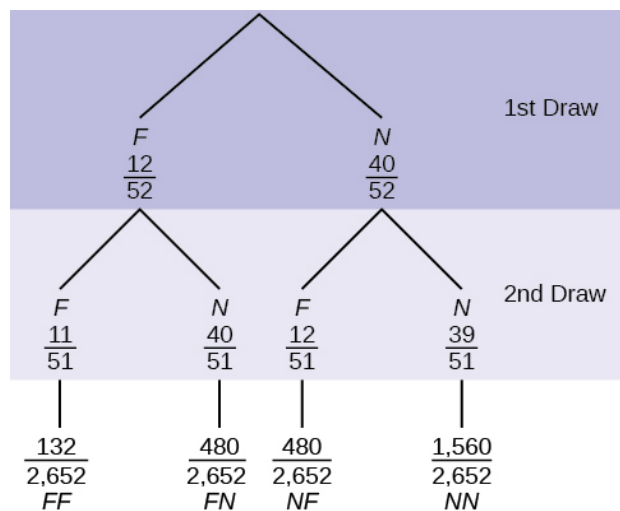 1st Draw
F N
12/52 40/52
2nd Draw
F N F N
11/51 40/51 12/51 39/51
132/2,652 480/2,652 480/2,652 1,560/2,652
FF FN NF NN